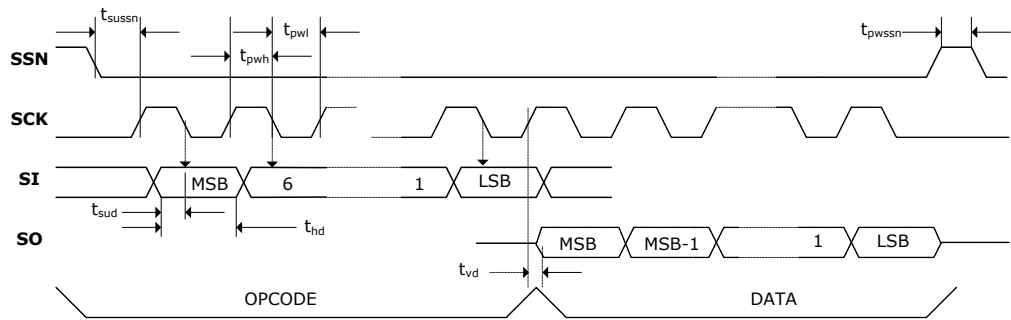 t_sussn
t_pwl
t_pwssn
t_pwh
SSN
SCK
SI
MSB
6
1
LSB
t_sud
t_hd
SO
MSB
MSB-1
1
LSB
t_vd
OPCODE
DATA